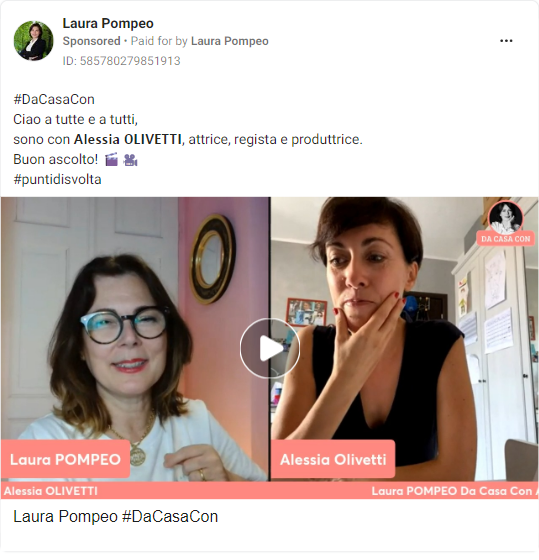 Laura Pompeo
Sponsored • Paid for by Laura Pompeo
ID: 585780279851913
#DaCasaCon
Ciao a tutte e a tutti,
sono con Alessia OLIVETTI, attrice, regista e produttrice.
Buon ascolto! 🎬 🎥
#puntidisvolta
DA CASA CON
Laura POMPEO
Alessia Olivetti
Alessia OLIVETTI
Laura POMPEO Da Casa Con A
Laura Pompeo #DaCasaCon